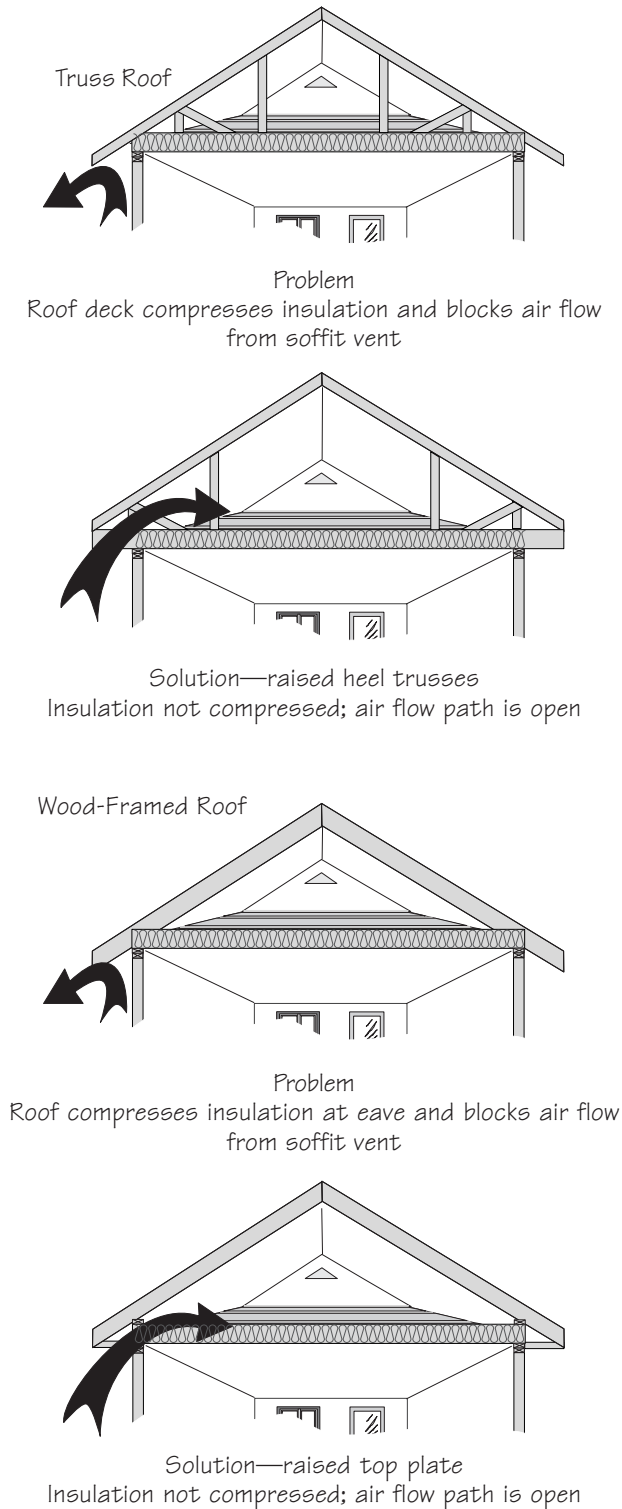 Truss Roof
Problem
Roof deck compresses insulation and blocks air flow
from soffit vent
Solution—raised heel trusses
Insulation not compressed; air flow path is open
Wood-Framed Roof
Problem
Roof compresses insulation at eave and blocks air flow
from soffit vent
Solution—raised top plate
Insulation not compressed; air flow path is open